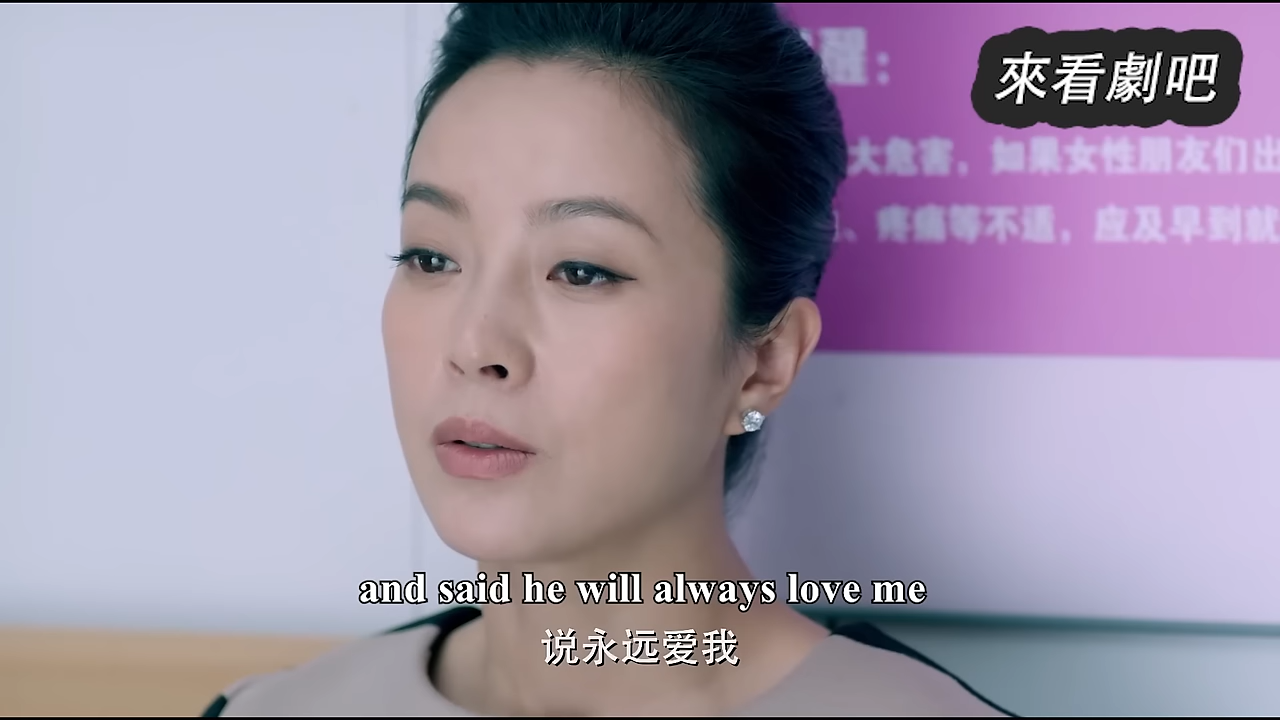 來看劇吧
醒：
大危害，如果女性朋友们出
、疼痛等不适，应及早到就
and said he will always love me
说永远爱我